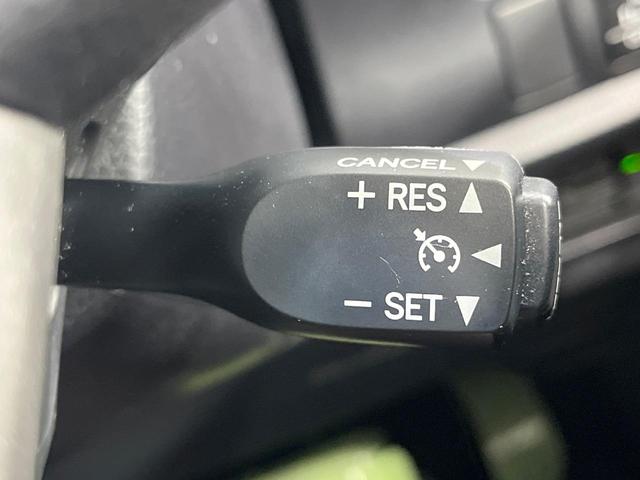 CANCEL ▼
+ RES ▲
◀
− SET ▼